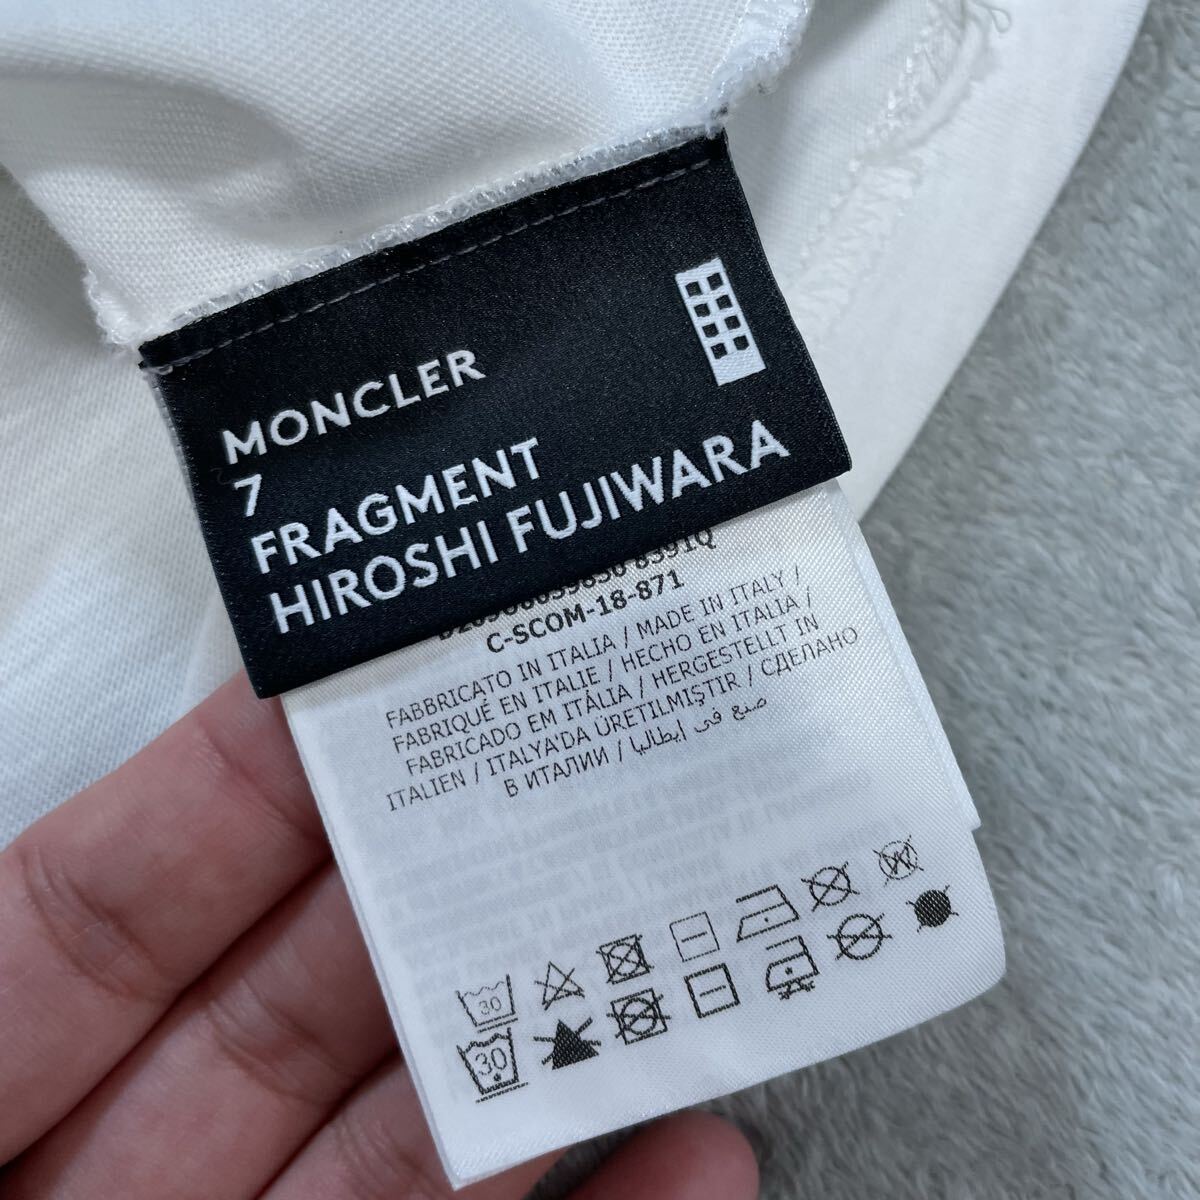 MONCLER
7
FRAGMENT
HIROSHI FUJIWARA
8391Q
C-SCOM-18-871
FABBRICATO IN ITALIA / MADE IN ITALY /
FABRIQUÉ EN ITALIE / HECHO EN ITALIA /
FABRICADO EM ITÁLIA / HERGESTELLT IN
ITALIEN / ITALYA'DA ÜRETILMIŞTIR / СДЕЛАНО
В ИТАЛИИ / صنع في إيطاليا
30
30